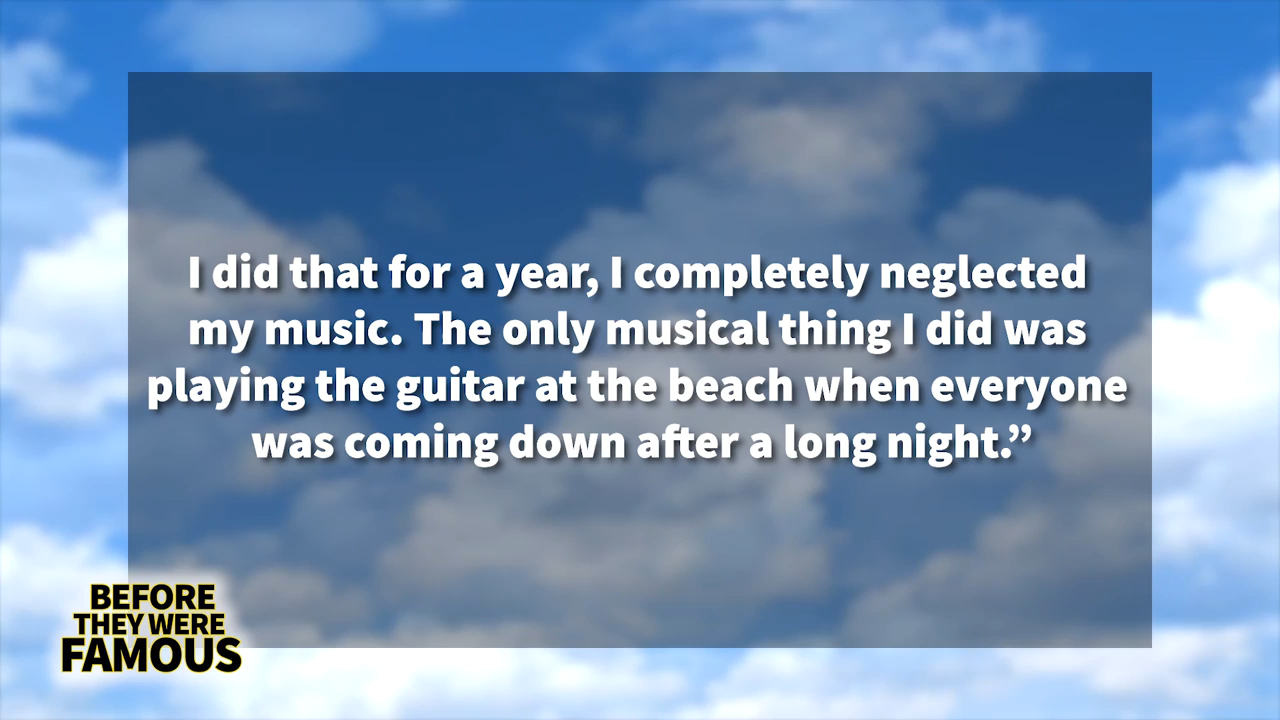 I did that for a year, I completely neglected
my music. The only musical thing I did was
playing the guitar at the beach when everyone
was coming down after a long night.”
BEFORE
THEY WERE
FAMOUS